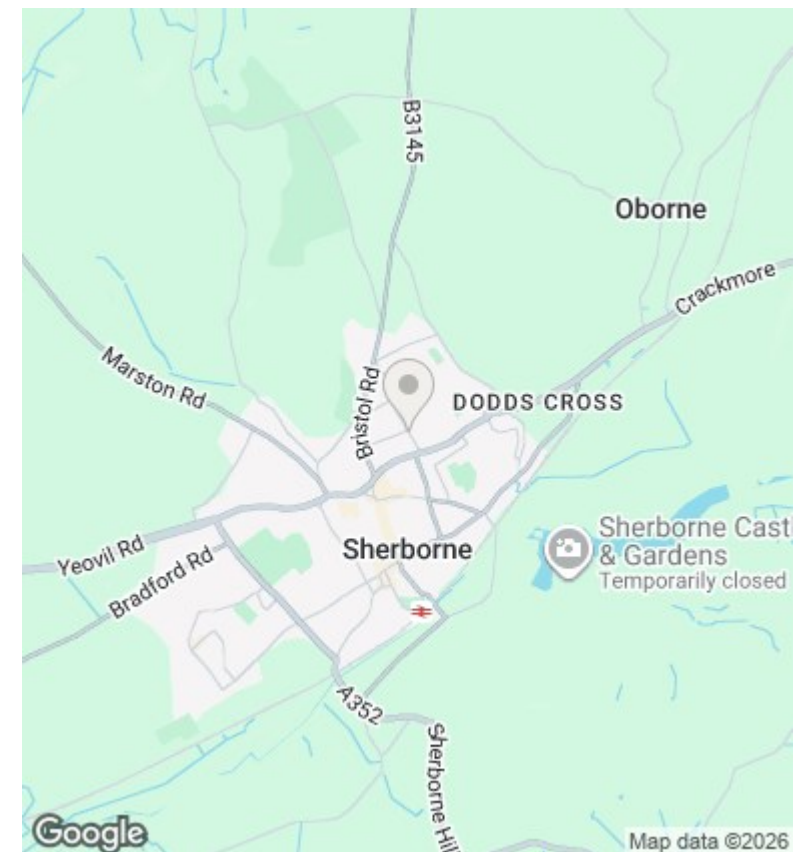 B3145
Oborne
Crackmore
Marston Rd
Bristol Rd
DODDS CROSS
Yeovil Rd
Bradford Rd
Sherborne
Sherborne Castl
& Gardens
Temporarily closed
A352
Sherborne Hil
Google
Map data ©2026